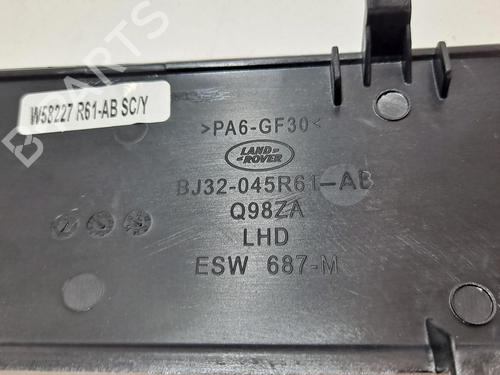 W58227 R61-AB SC/Y
>PA6-GF30<
LAND-
ROVER
BJ32-045R61-AB
Q98ZA
LHD
ESW 687-M
B PARTS